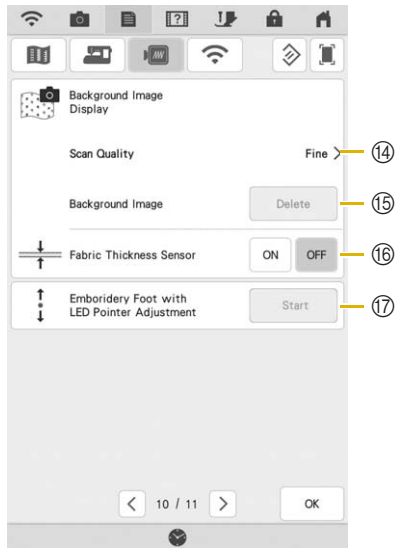 Background Image
Display
Scan Quality Fine > ⑭
Background Image Delete ⑮
Fabric Thickness Sensor ON OFF ⑯
Emboridery Foot with
LED Pointer Adjustment Start ⑰
< 10 / 11 > OK